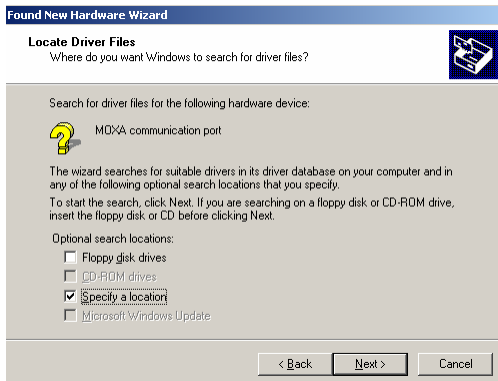 Found New Hardware Wizard
Locate Driver Files
Where do you want Windows to search for driver files?
Search for driver files for the following hardware device:
MOXA communication port
The wizard searches for suitable drivers in its driver database on your computer and in
any of the following optional search locations that you specify.
To start the search, click Next. If you are searching on a floppy disk or CD-ROM drive,
insert the floppy disk or CD before clicking Next.
Optional search locations:
Floppy disk drives
CD-ROM drives
Specify a location
Microsoft Windows Update
< Back
Next >
Cancel